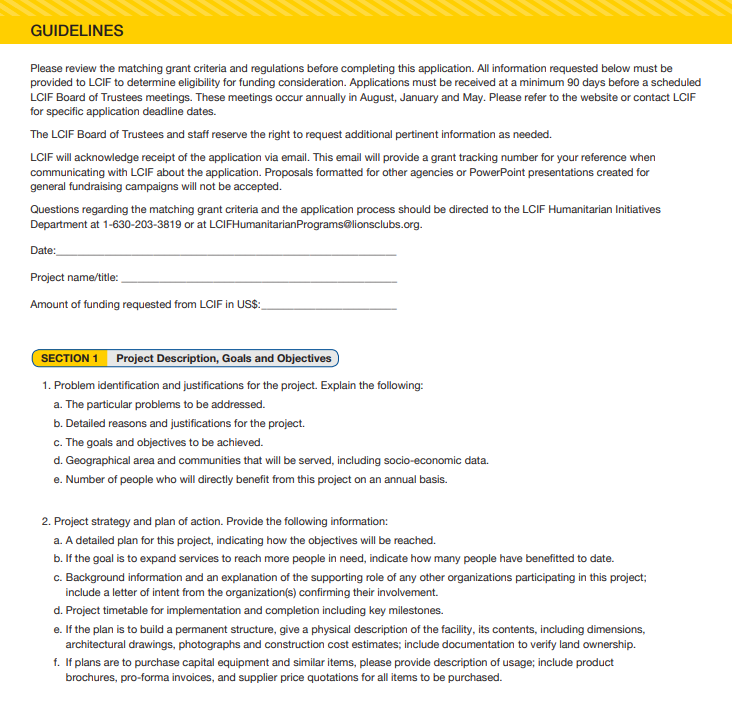 GUIDELINES
Please review the matching grant criteria and regulations before completing this application. All information requested below must be
provided to LCIF to determine eligibility for funding consideration. Applications must be received at a minimum 90 days before a scheduled
LCIF Board of Trustees meetings. These meetings occur annually in August, January and May. Please refer to the website or contact LCIF
for specific application deadline dates.
The LCIF Board of Trustees and staff reserve the right to request additional pertinent information as needed.
LCIF will acknowledge receipt of the application via email. This email will provide a grant tracking number for your reference when
communicating with LCIF about the application. Proposals formatted for other agencies or PowerPoint presentations created for
general fundraising campaigns will not be accepted.
Questions regarding the matching grant criteria and the application process should be directed to the LCIF Humanitarian Initiatives
Department at 1-630-203-3819 or at LCIFHumanitarianPrograms@lionsclubs.org.
Date:
Project name/title:
Amount of funding requested from LCIF in US$:
SECTION 1 Project Description, Goals and Objectives
1. Problem identification and justifications for the project. Explain the following:
a. The particular problems to be addressed.
b. Detailed reasons and justifications for the project.
c. The goals and objectives to be achieved.
d. Geographical area and communities that will be served, including socio-economic data.
e. Number of people who will directly benefit from this project on an annual basis.
2. Project strategy and plan of action. Provide the following information:
a. A detailed plan for this project, indicating how the objectives will be reached.
b. If the goal is to expand services to reach more people in need, indicate how many people have benefitted to date.
c. Background information and an explanation of the supporting role of any other organizations participating in this project;
include a letter of intent from the organization(s) confirming their involvement.
d. Project timetable for implementation and completion including key milestones.
e. If the plan is to build a permanent structure, give a physical description of the facility, its contents, including dimensions,
architectural drawings, photographs and construction cost estimates; include documentation to verify land ownership.
f. If plans are to purchase capital equipment and similar items, please provide description of usage; include product
brochures, pro-forma invoices, and supplier price quotations for all items to be purchased.